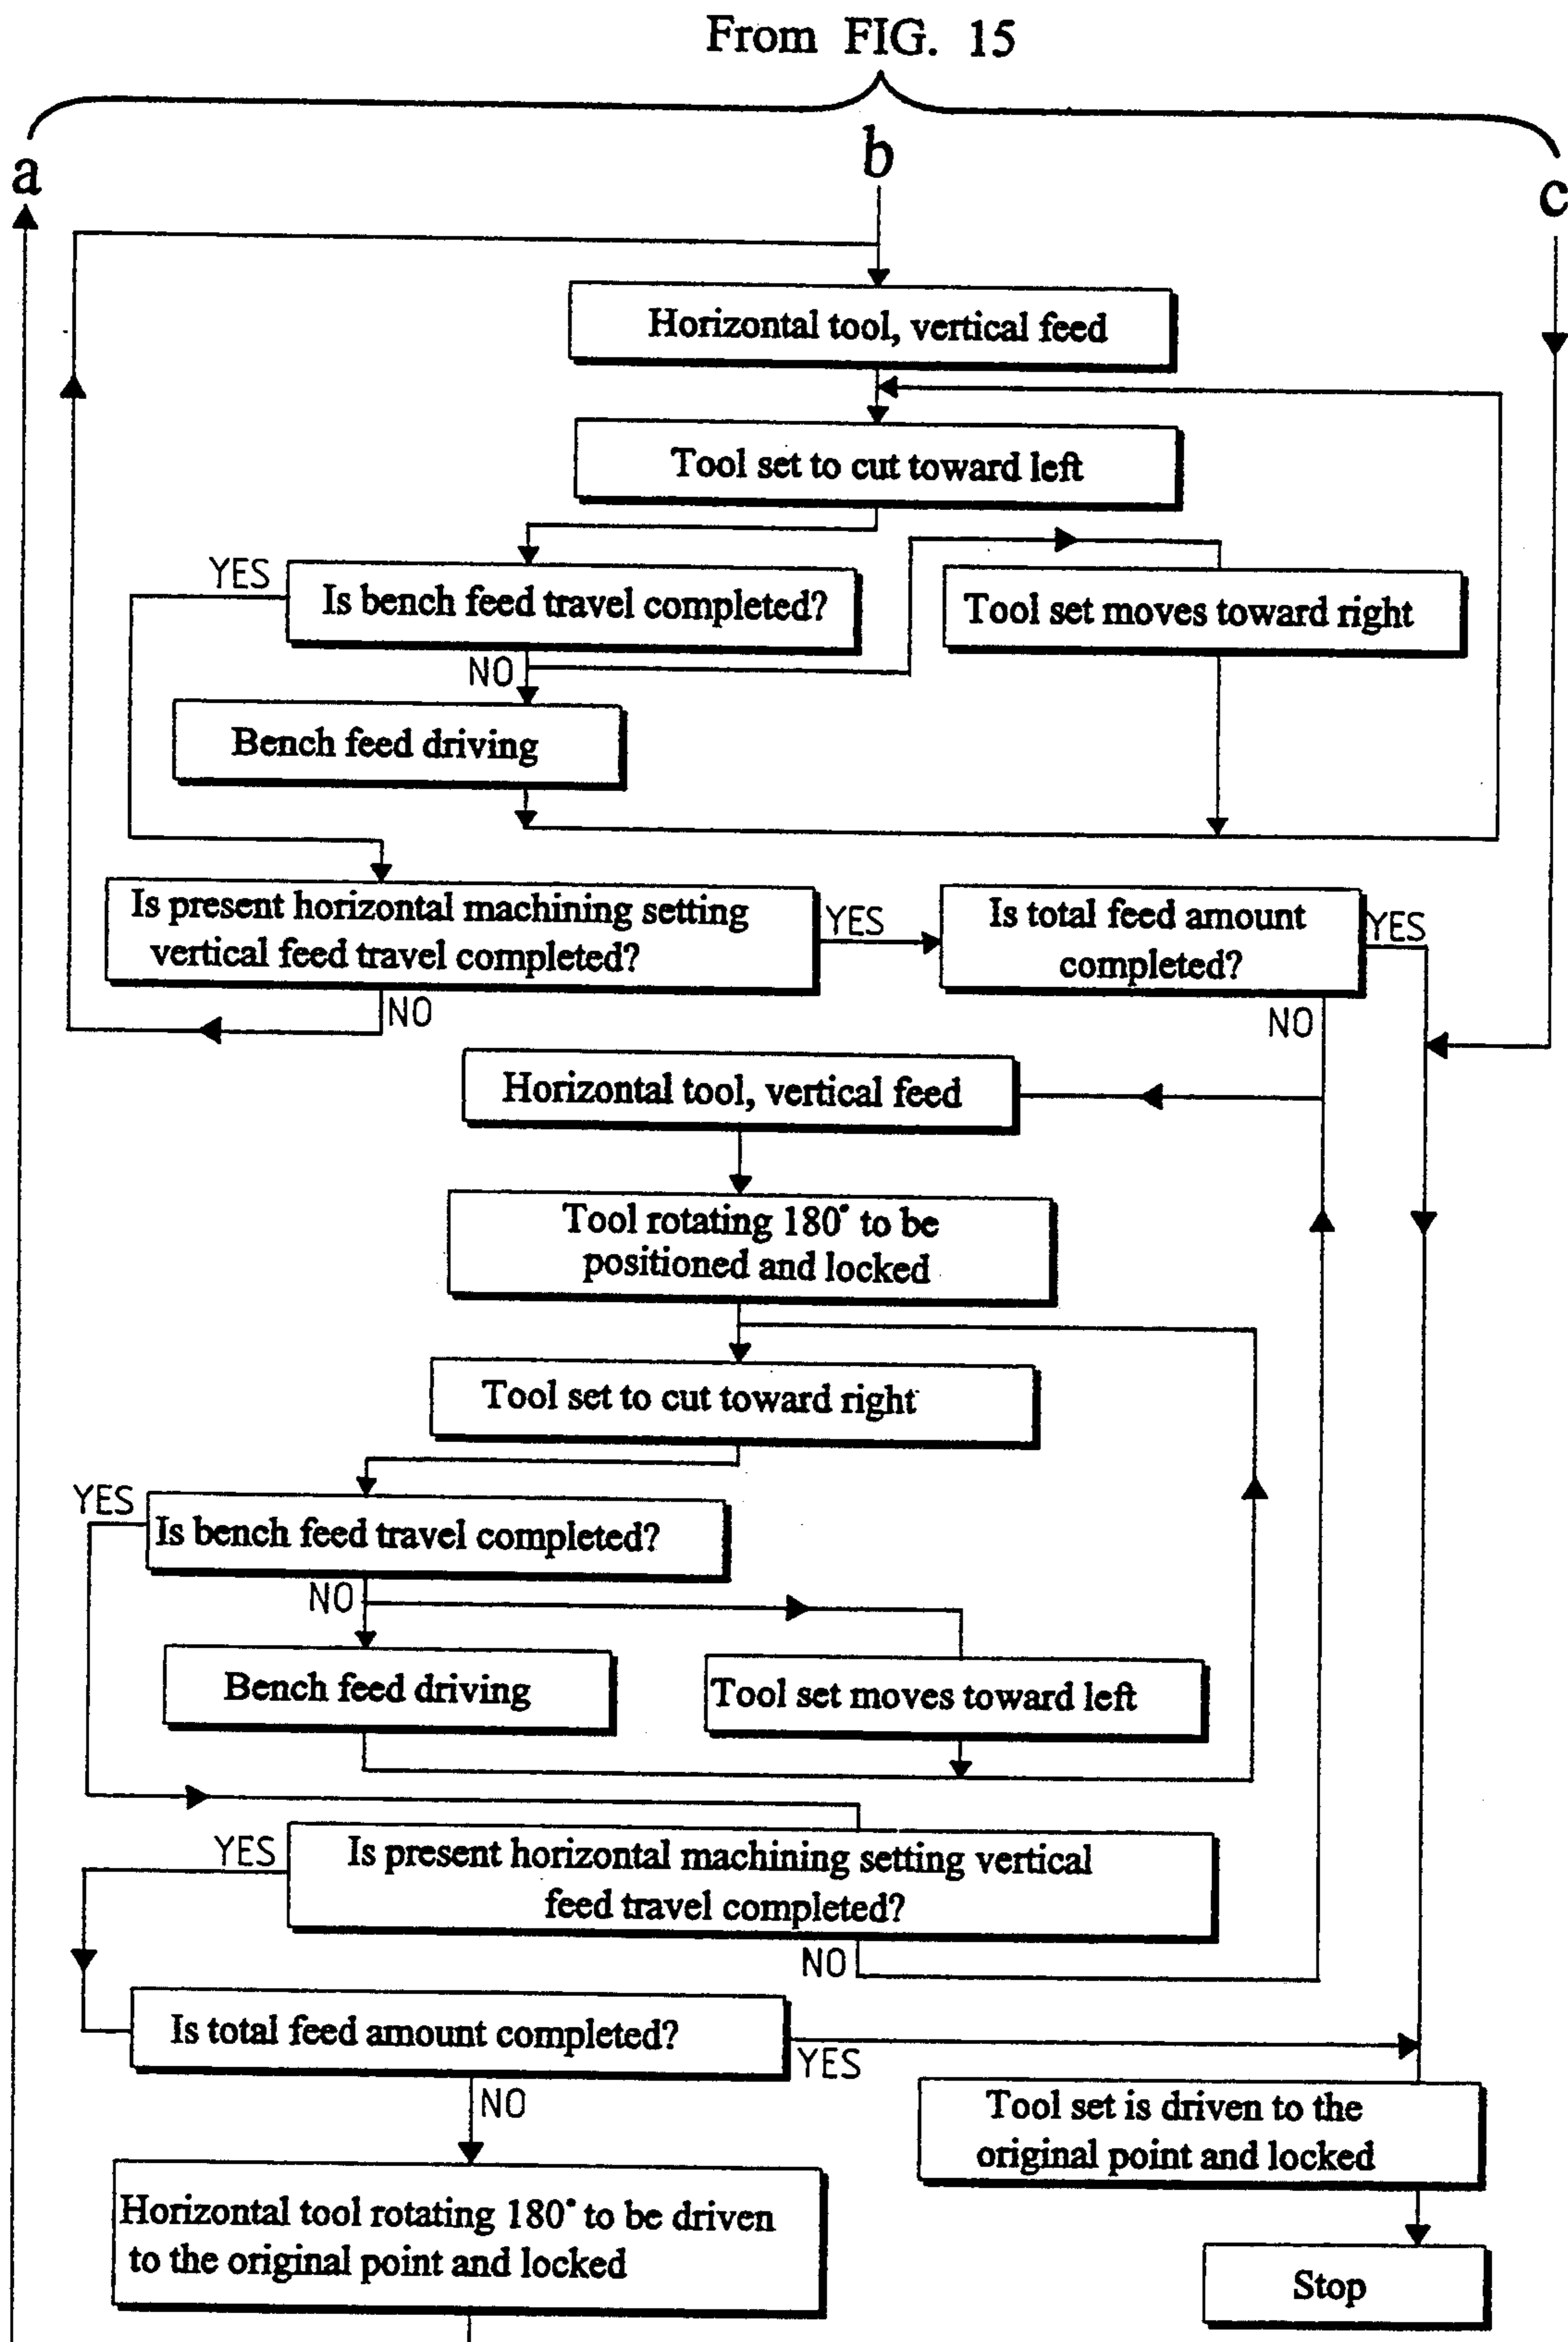 From FIG. 15
a
b
c
Horizontal tool, vertical feed
Tool set to cut toward left
YES
Is bench feed travel completed?
Tool set moves toward right
NO
Bench feed driving
Is present horizontal machining setting
vertical feed travel completed?
YES
Is total feed amount
completed?
YES
NO
NO
Horizontal tool, vertical feed
Tool rotating 180° to be
positioned and locked
Tool set to cut toward right
YES
Is bench feed travel completed?
NO
Bench feed driving
Tool set moves toward left
YES
Is present horizontal machining setting vertical
feed travel completed?
NO
Is total feed amount completed?
YES
NO
Tool set is driven to the
original point and locked
Horizontal tool rotating 180° to be driven
to the original point and locked
Stop